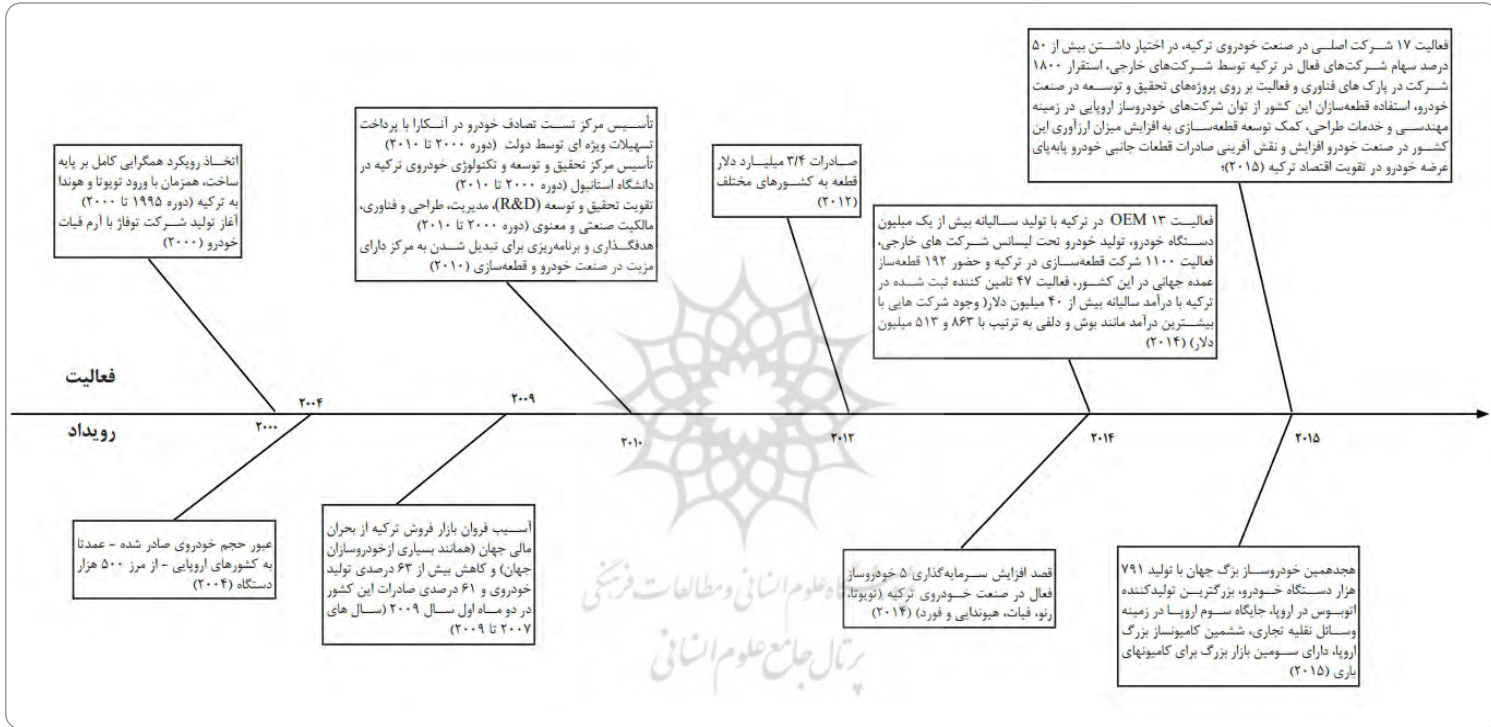 فعالیت ۱۷ شرکت اصلی در صنعت خودروی ترکیه، در اختیار داشتن بیش از ۵۰
درصد سهام شرکت‌های فعال در ترکیه توسط شرکت‌های خارجی، استقرار ۱۸۰۰
شرکت در پارک های فناوری و فعالیت بر روی پروژه‌های تحقیق و توسعه در صنعت
خودرو، استفاده قطعه‌سازان این کشور از توان شرکت‌های خودروساز اروپایی در زمینه
مهندسی و خدمات طراحی، کمک توسعه قطعه‌سازی به افزایش میزان ارزآوری این
کشور در صنعت خودرو افزایش و نقش آفرینی صادرات قطعات جانبی خودرو پابه‌پای
عرضه خودرو در تقویت اقتصاد ترکیه (۲۰۱۵)؛
فعالیت ۱۳ OEM در ترکیه با تولید سالیانه بیش از یک میلیون
دستگاه خودرو، تولید خودرو تحت لیسانس شرکت های خارجی،
فعالیت ۱۱۰۰ شرکت قطعه‌سازی در ترکیه و حضور ۱۹۲ قطعه‌ساز
عمده جهانی در این کشور، فعالیت ۴۷ تامین کننده ثبت شده در
ترکیه با درآمد سالیانه بیش از ۴۰ میلیون دلار( وجود شرکت هایی با
بیشترین درآمد مانند بوش و دلفی به ترتیب با ۸۶۳ و ۵۱۳ میلیون
دلار) (۲۰۱۴)
صادرات ۳/۴ میلیارد دلار
قطعه به کشورهای مختلف
(۲۰۱۲)
تأسیس مرکز تست تصادف خودرو در آنکارا با پرداخت
تسهیلات ویژه ای توسط دولت (دوره ۲۰۰۰ تا ۲۰۱۰)
تأسیس مرکز تحقیق و توسعه و تکنولوژی خودروی ترکیه در
دانشگاه استانبول (دوره ۲۰۰۰ تا ۲۰۱۰)
تقویت تحقیق و توسعه (R&D)، مدیریت، طراحی و فناوری،
مالکیت صنعتی و معنوی (دوره ۲۰۰۰ تا ۲۰۱۰)
هدفگذاری و برنامه‌ریزی برای تبدیل شدن به مرکز دارای
مزیت در صنعت خودرو و قطعه‌سازی (۲۰۱۰)
اتخاذ رویکرد همگرایی کامل بر پایه
ساخت، همزمان با ورود تویوتا و هوندا
به ترکیه (دوره ۱۹۹۵ تا ۲۰۰۰)
آغاز تولید شرکت توفاژ با آرم فیات
خودرو (۲۰۰۰)
فعالیت
رویداد
۲۰۰۰
۲۰۰۴
۲۰۰۹
۲۰۱۰
۲۰۱۲
۲۰۱۴
۲۰۱۵
هجدهمین خودروساز بزگ جهان با تولید ۷۹۱
هزار دستگاه خودرو، بزرگترین تولیدکننده
اتوبوس در اروپا، جایگاه سوم اروپا در زمینه
وسائل نقلیه تجاری، ششمین کامیونساز بزرگ
اروپا، دارای سومین بازار بزرگ برای کامیونهای
باری (۲۰۱۵)
قصد افزایش سرمایه‌گذاری ۵ خودروساز
فعال در صنعت خودروی ترکیه (تویوتا،
رنو، فیات، هیوندایی و فورد) (۲۰۱۴)
آسیب فروان بازار فروش ترکیه از بحران
مالی جهان (همانند بسیاری ازخودروسازان
جهان) و کاهش بیش از ۶۳ درصدی تولید
خودروی و ۶۱ درصدی صادرات این کشور
در دو ماه اول سال ۲۰۰۹ (سال های
۲۰۰۷ تا ۲۰۰۹)
عبور حجم خودروی صادر شده - عمدتا
به کشورهای اروپایی - از مرز ۵۰۰ هزار
دستگاه (۲۰۰۴)
علوم انسانی و مطالعات فرهنگی
پرتال جامع علوم انسانی